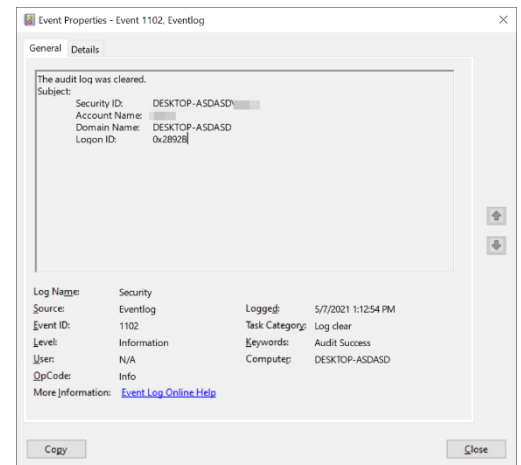 Event Properties - Event 1102, Eventlog
General Details
The audit log was cleared.
Subject:
Security ID: DESKTOP-ASDASD\
Account Name:
Domain Name: DESKTOP-ASDASD
Logon ID: 0x2892B
Log Name: Security
Source: Eventlog Logged: 5/7/2021 1:12:54 PM
Event ID: 1102 Task Category: Log clear
Level: Information Keywords: Audit Success
User: N/A Computer: DESKTOP-ASDASD
OpCode: Info
More Information: Event Log Online Help
Copy Close